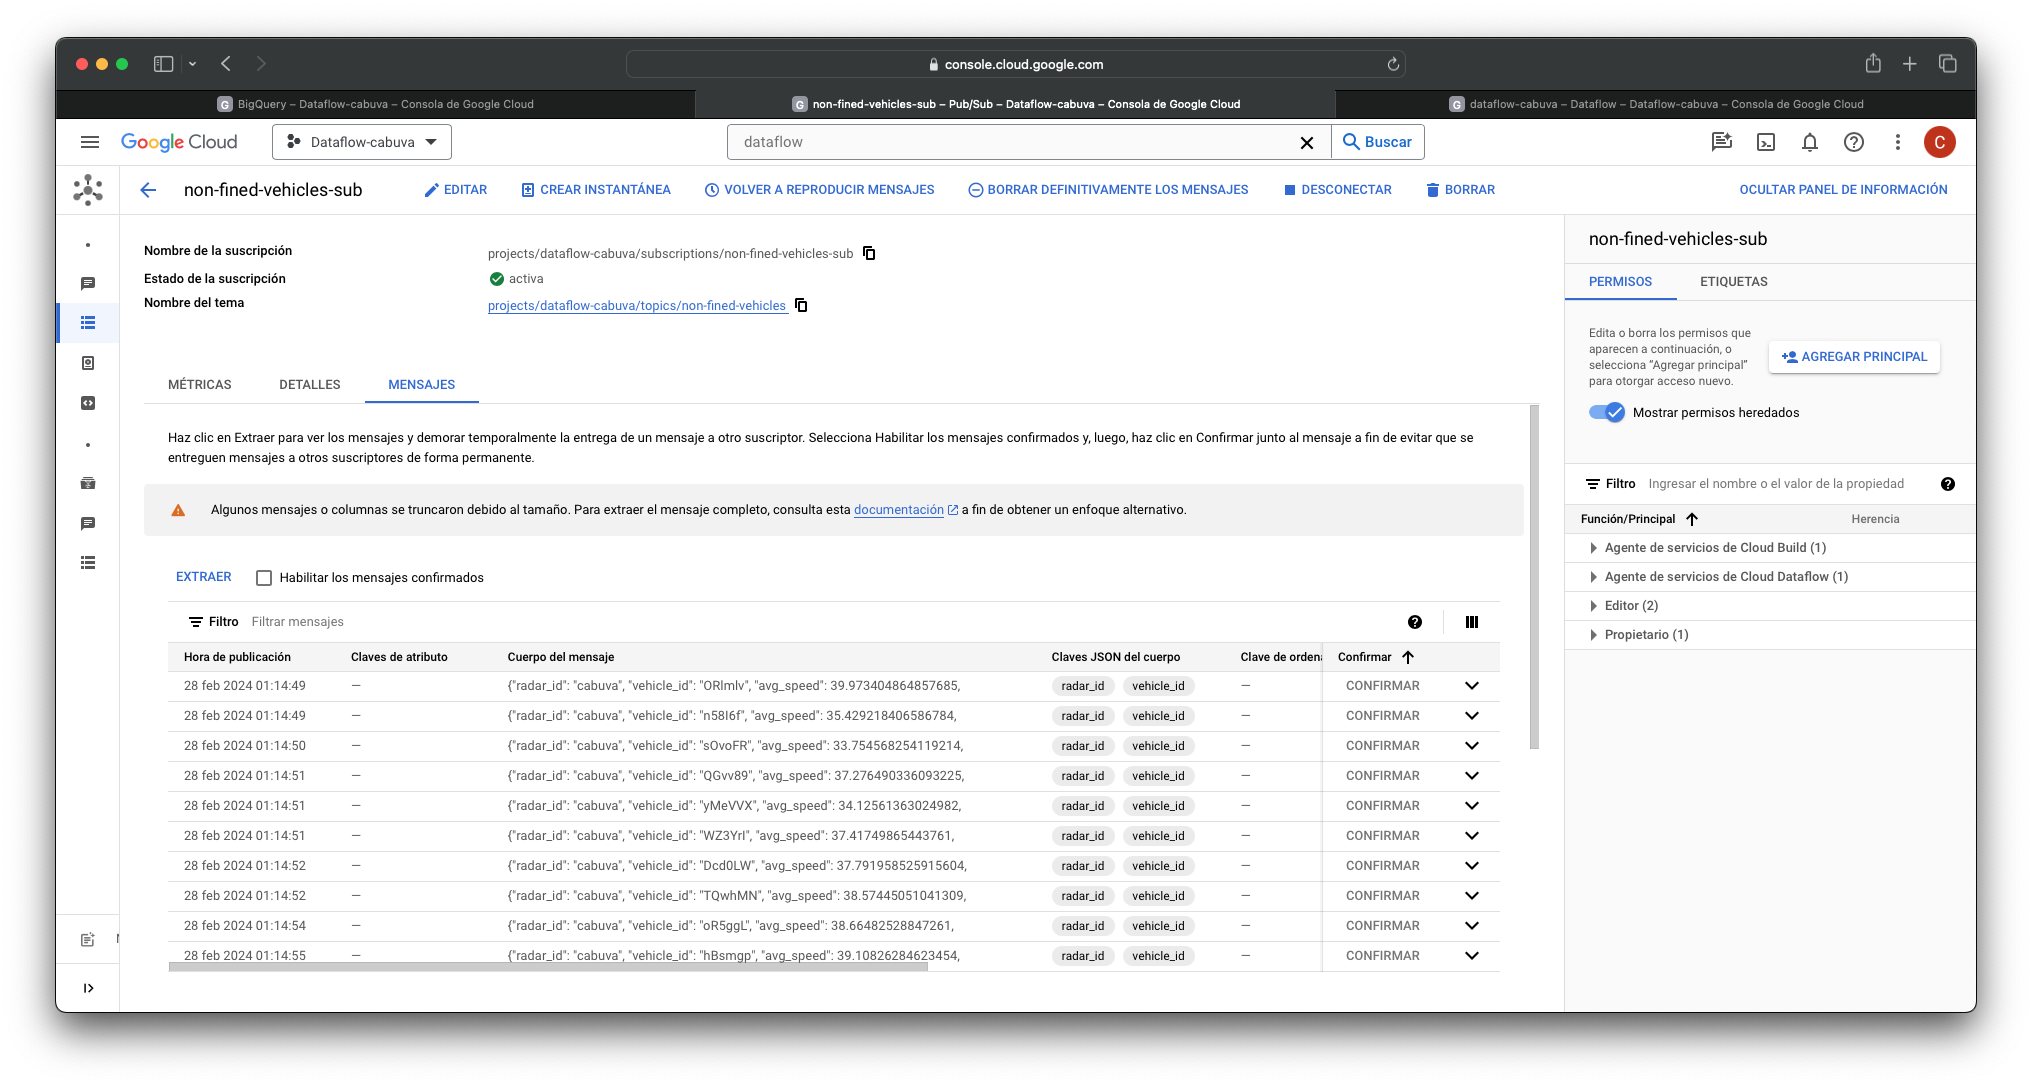 console.cloud.google.com
BigQuery – Dataflow-cabuva – Consola de Google Cloud
non-fined-vehicles-sub – Pub/Sub – Dataflow-cabuva – Consola de Google Cloud
dataflow-cabuva – Dataflow – Dataflow-cabuva – Consola de Google Cloud
Google Cloud
Dataflow-cabuva
dataflow
Buscar
C
non-fined-vehicles-sub
EDITAR
CREAR INSTANTÁNEA
VOLVER A REPRODUCIR MENSAJES
BORRAR DEFINITIVAMENTE LOS MENSAJES
DESCONECTAR
BORRAR
OCULTAR PANEL DE INFORMACIÓN
Nombre de la suscripción projects/dataflow-cabuva/subscriptions/non-fined-vehicles-sub
Estado de la suscripción activa
Nombre del tema projects/dataflow-cabuva/topics/non-fined-vehicles
MÉTRICAS DETALLES MENSAJES
Haz clic en Extraer para ver los mensajes y demorar temporalmente la entrega de un mensaje a otro suscriptor. Selecciona Habilitar los mensajes confirmados y, luego, haz clic en Confirmar junto al mensaje a fin de evitar que se
entreguen mensajes a otros suscriptores de forma permanente.
Algunos mensajes o columnas se truncaron debido al tamaño. Para extraer el mensaje completo, consulta esta documentación a fin de obtener un enfoque alternativo.
EXTRAER Habilitar los mensajes confirmados
Filtro Filtrar mensajes
Hora de publicación Claves de atributo Cuerpo del mensaje Claves JSON del cuerpo Clave de ordena Confirmar
28 feb 2024 01:14:49 — {"radar_id": "cabuva", "vehicle_id": "ORlmlv", "avg_speed": 39.973404864857685, radar_id vehicle_id — CONFIRMAR
28 feb 2024 01:14:49 — {"radar_id": "cabuva", "vehicle_id": "n58I6f", "avg_speed": 35.429218406586784, radar_id vehicle_id — CONFIRMAR
28 feb 2024 01:14:50 — {"radar_id": "cabuva", "vehicle_id": "sOvoFR", "avg_speed": 33.754568254119214, radar_id vehicle_id — CONFIRMAR
28 feb 2024 01:14:51 — {"radar_id": "cabuva", "vehicle_id": "QGvv89", "avg_speed": 37.276490336093225, radar_id vehicle_id — CONFIRMAR
28 feb 2024 01:14:51 — {"radar_id": "cabuva", "vehicle_id": "yMeVVX", "avg_speed": 34.12561363024982, radar_id vehicle_id — CONFIRMAR
28 feb 2024 01:14:51 — {"radar_id": "cabuva", "vehicle_id": "WZ3YrI", "avg_speed": 37.41749865443761, radar_id vehicle_id — CONFIRMAR
28 feb 2024 01:14:52 — {"radar_id": "cabuva", "vehicle_id": "Dcd0LW", "avg_speed": 37.791958525915604, radar_id vehicle_id — CONFIRMAR
28 feb 2024 01:14:52 — {"radar_id": "cabuva", "vehicle_id": "TQwhMN", "avg_speed": 38.57445051041309, radar_id vehicle_id — CONFIRMAR
28 feb 2024 01:14:54 — {"radar_id": "cabuva", "vehicle_id": "oR5ggL", "avg_speed": 38.66482528847261, radar_id vehicle_id — CONFIRMAR
28 feb 2024 01:14:55 — {"radar_id": "cabuva", "vehicle_id": "hBsmgp", "avg_speed": 39.10826284623454, radar_id vehicle_id — CONFIRMAR
non-fined-vehicles-sub
PERMISOS ETIQUETAS
Edita o borra los permisos que
aparecen a continuación, o
selecciona "Agregar principal"
para otorgar acceso nuevo.
AGREGAR PRINCIPAL
Mostrar permisos heredados
Filtro Ingresar el nombre o el valor de la propiedad
Función/Principal Herencia
Agente de servicios de Cloud Build (1)
Agente de servicios de Cloud Dataflow (1)
Editor (2)
Propietario (1)